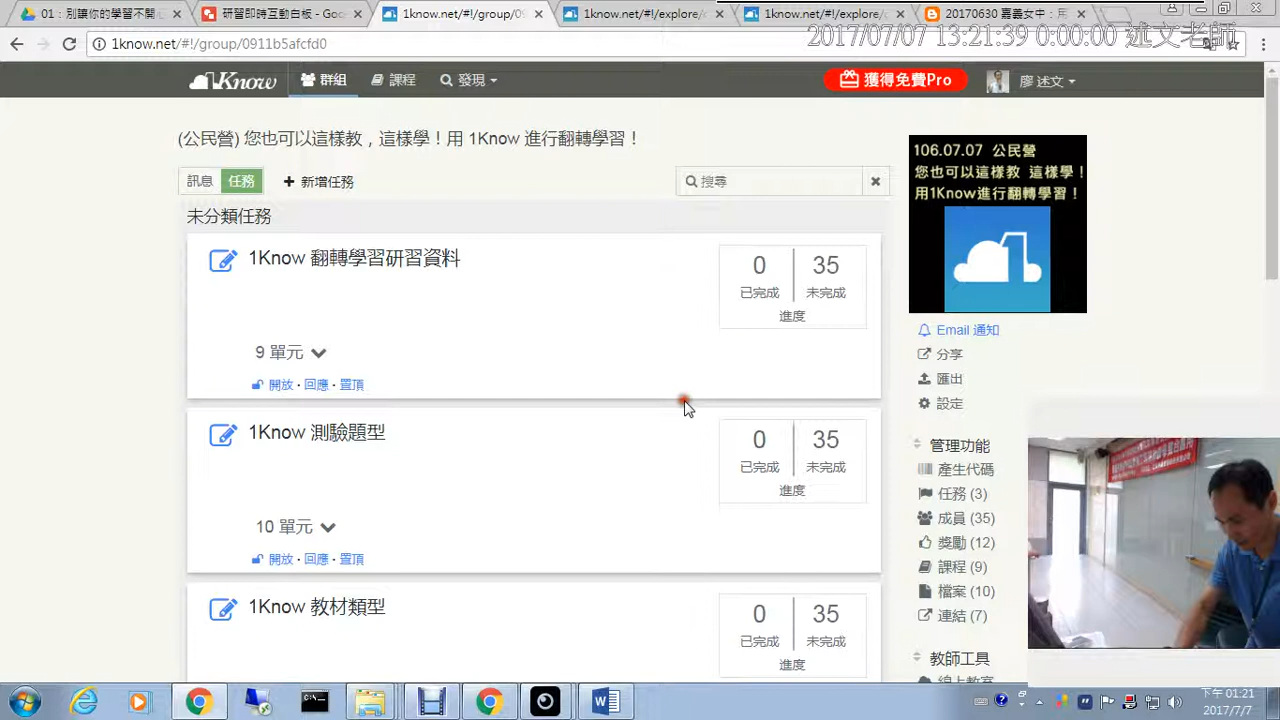 01：別讓你的學習不開
研習即時互動白板 - Goo
1know.net/#!/group/09
1know.net/#!/explore/
1know.net/#!/explore/
20170630 嘉義女中：用
1know.net/#!/group/0911b5afcfd0
2017/07/07 13:21:39 0:00:00 述文老師
1Know
群組
課程
發現
獲得免費Pro
廖 述文
(公民營) 您也可以這樣教，這樣學！用 1Know 進行翻轉學習！
訊息
任務
新增任務
搜尋
未分類任務
1Know 翻轉學習研習資料
0
35
已完成
未完成
進度
9 單元
開放・回應・置頂
1Know 測驗題型
0
35
已完成
未完成
進度
10 單元
開放・回應・置頂
1Know 教材類型
0
35
已完成
未完成
進度
106.07.07 公民營
您也可以這樣教 這樣學！
用1Know進行翻轉學習！
Email 通知
分享
匯出
設定
管理功能
產生代碼
任務 (3)
成員 (35)
獎勵 (12)
課程 (9)
檔案 (10)
連結 (7)
教師工具
線上教室
下午 01:21
2017/7/7